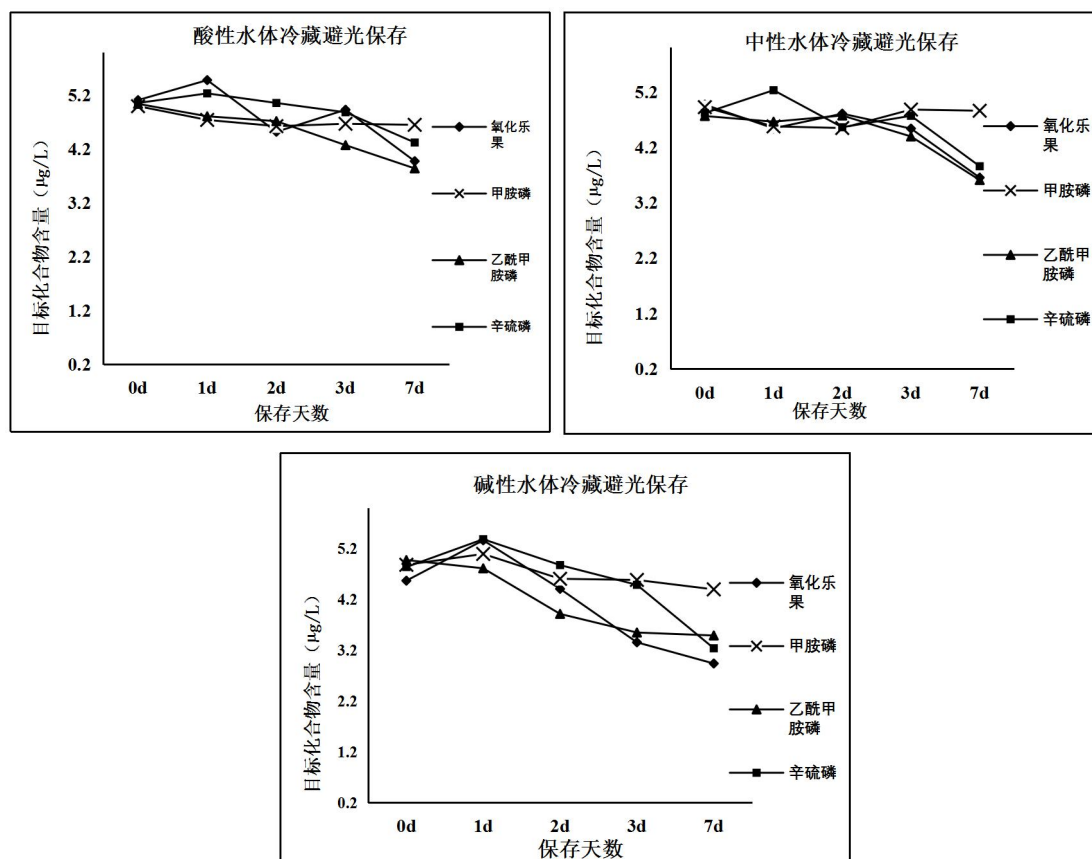 酸性水体冷藏避光保存
目标化合物含量（μg/L）
5.2
4.2
3.2
2.2
1.2
0.2
0d 1d 2d 3d 7d
保存天数
氧化乐
果
甲胺磷
乙酰甲
胺磷
辛硫磷
中性水体冷藏避光保存
目标化合物含量（μg/L）
5.2
4.2
3.2
2.2
1.2
0.2
0d 1d 2d 3d 7d
保存天数
氧化乐
果
甲胺磷
乙酰甲
胺磷
辛硫磷
碱性水体冷藏避光保存
目标化合物含量（μg/L）
5.2
4.2
3.2
2.2
1.2
0.2
0d 1d 2d 3d 7d
保存天数
氧化乐
果
甲胺磷
乙酰甲
胺磷
辛硫磷